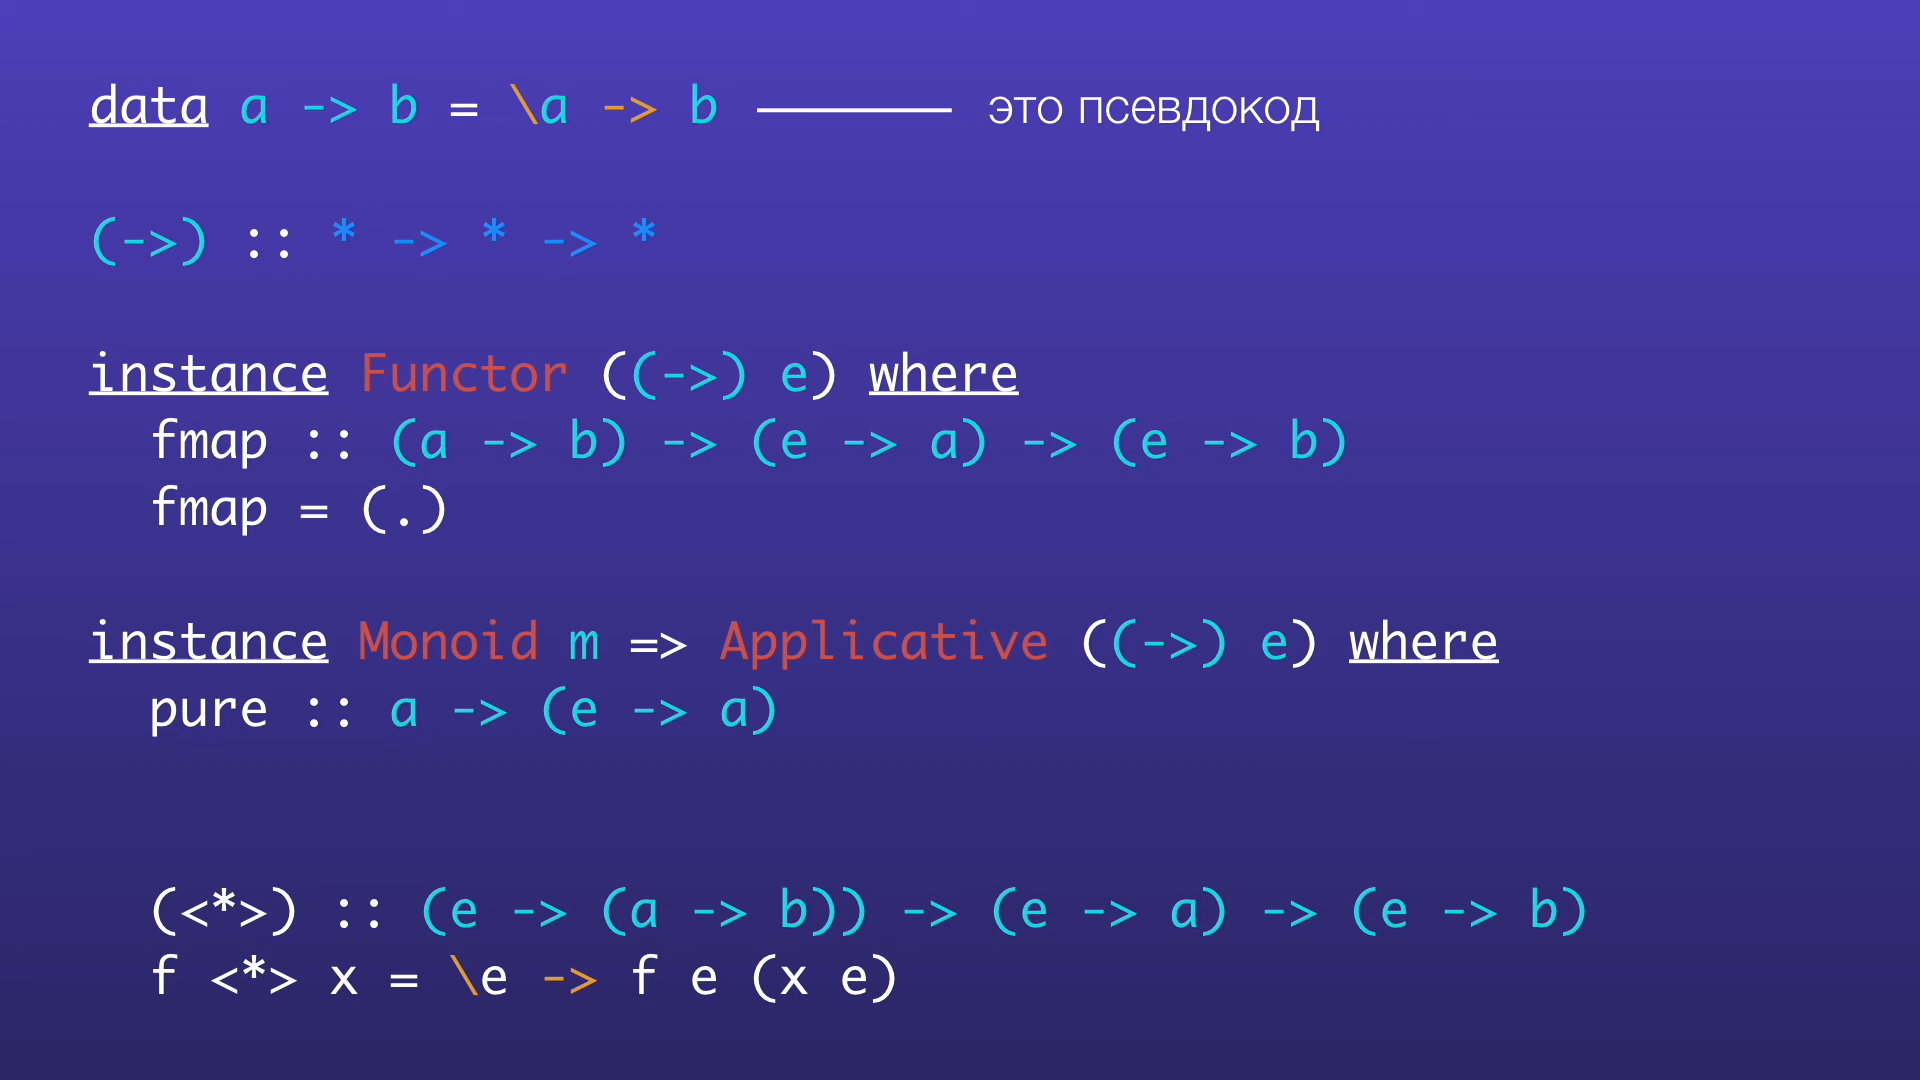 data a -> b = \a -> b это псевдокод
(->) :: * -> * -> *
instance Functor ((->) e) where
fmap :: (a -> b) -> (e -> a) -> (e -> b)
fmap = (.)
instance Monoid m => Applicative ((->) e) where
pure :: a -> (e -> a)
(<*>) :: (e -> (a -> b)) -> (e -> a) -> (e -> b)
f <*> x = \e -> f e (x e)